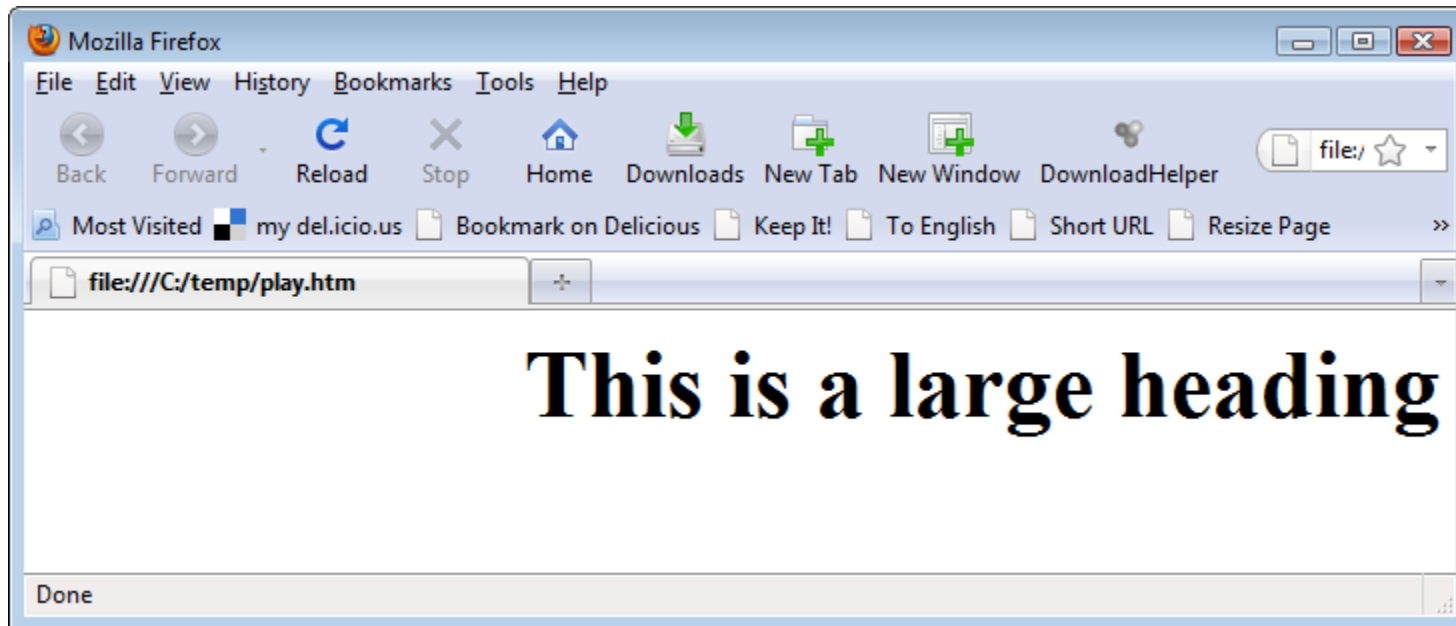 Mozilla Firefox
File Edit View History Bookmarks Tools Help
Back Forward Reload Stop Home Downloads New Tab New Window DownloadHelper file:/
Most Visited my del.icio.us Bookmark on Delicious Keep It! To English Short URL Resize Page »
file:///C:/temp/play.htm
This is a large heading
Done